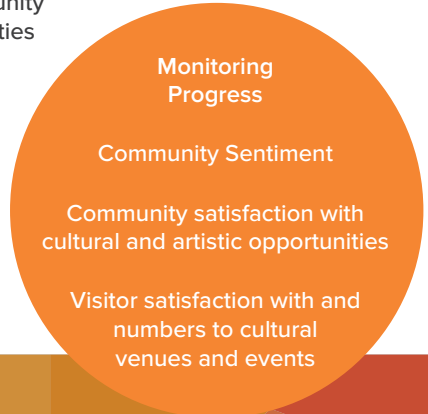 ties
Monitoring
Progress
Community Sentiment
Community satisfaction with
cultural and artistic opportunities
Visitor satisfaction with and
numbers to cultural
venues and events